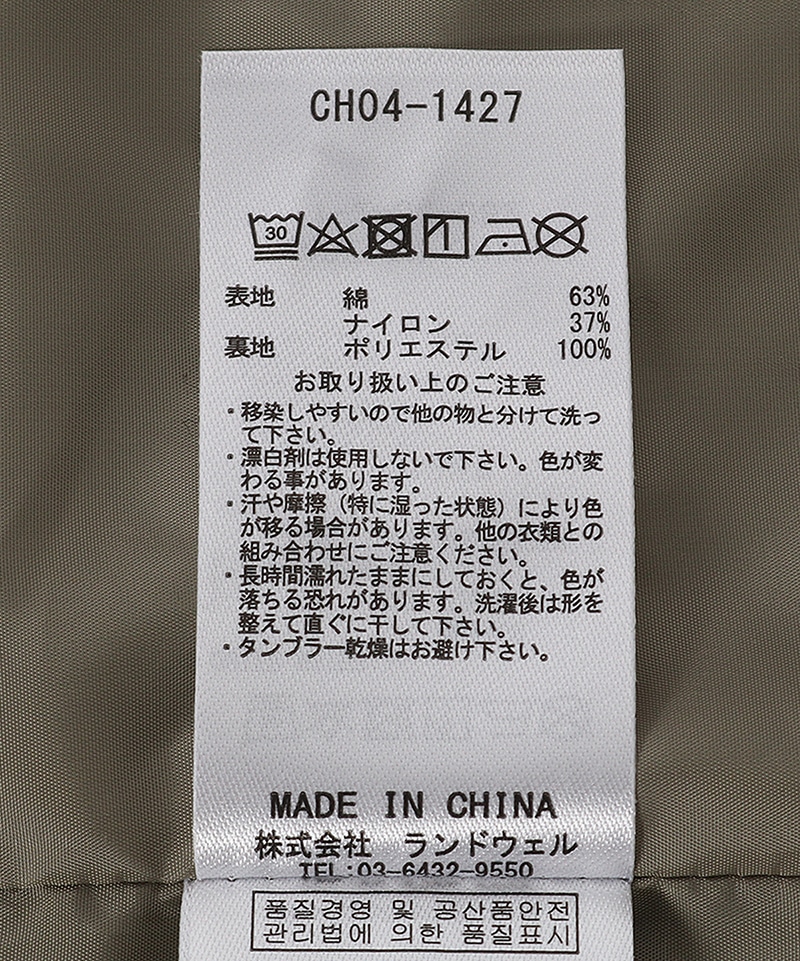 CH04-1427
30
表地 綿 63%
ナイロン 37%
裏地 ポリエステル 100%
お取り扱い上のご注意
・移染しやすいので他の物と分けて洗っ
て下さい。
・漂白剤は使用しないで下さい。色が変
わる事があります。
・汗や摩擦（特に湿った状態）により色
が移る場合があります。他の衣類との
組み合わせにご注意ください。
・長時間濡れたままにしておくと、色が
落ちる恐れがあります。洗濯後は形を
整えて直ぐに干して下さい。
・タンブラー乾燥はお避け下さい。
MADE IN CHINA
株式会社 ランドウェル
TEL:03-6432-9550
품질경영 및 공산품안전
관리법에 의한 품질표시